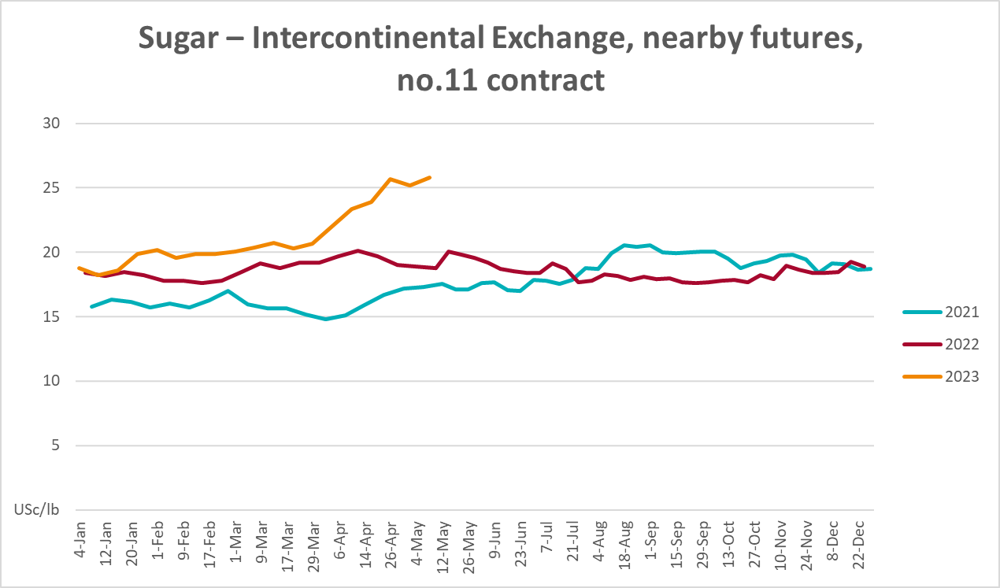 Sugar – Intercontinental Exchange, nearby futures,
no.11 contract
30
25
20
15
10
5
USc/lb
4-Jan
12-Jan
20-Jan
1-Feb
9-Feb
17-Feb
1-Mar
9-Mar
17-Mar
29-Mar
6-Apr
14-Apr
26-Apr
4-May
12-May
26-May
9-Jun
23-Jun
7-Jul
21-Jul
4-Aug
18-Aug
1-Sep
15-Sep
29-Sep
13-Oct
27-Oct
10-Nov
24-Nov
8-Dec
22-Dec
2021
2022
2023